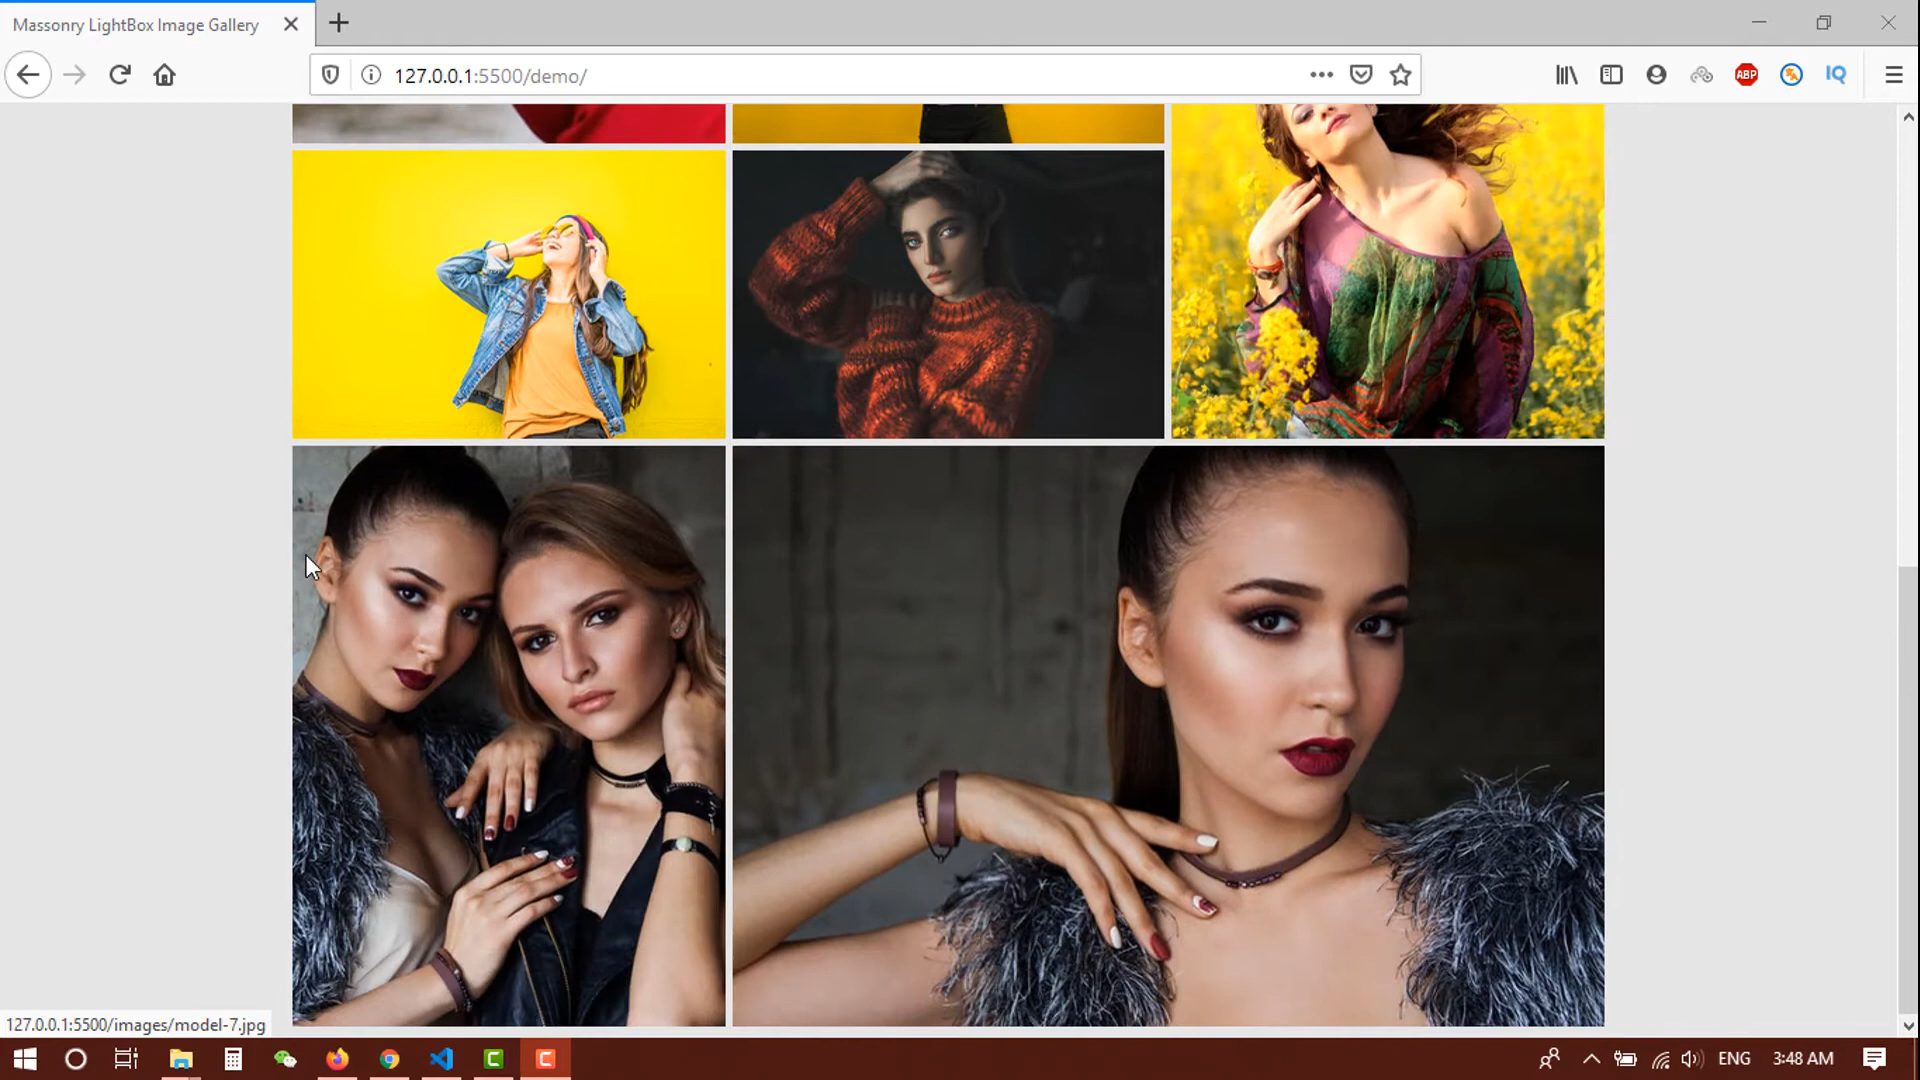 Massonry LightBox Image Gallery
127.0.0.1:5500/demo/
ABP
IQ
127.0.0.1:5500/images/model-7.jpg
ENG
3:48 AM